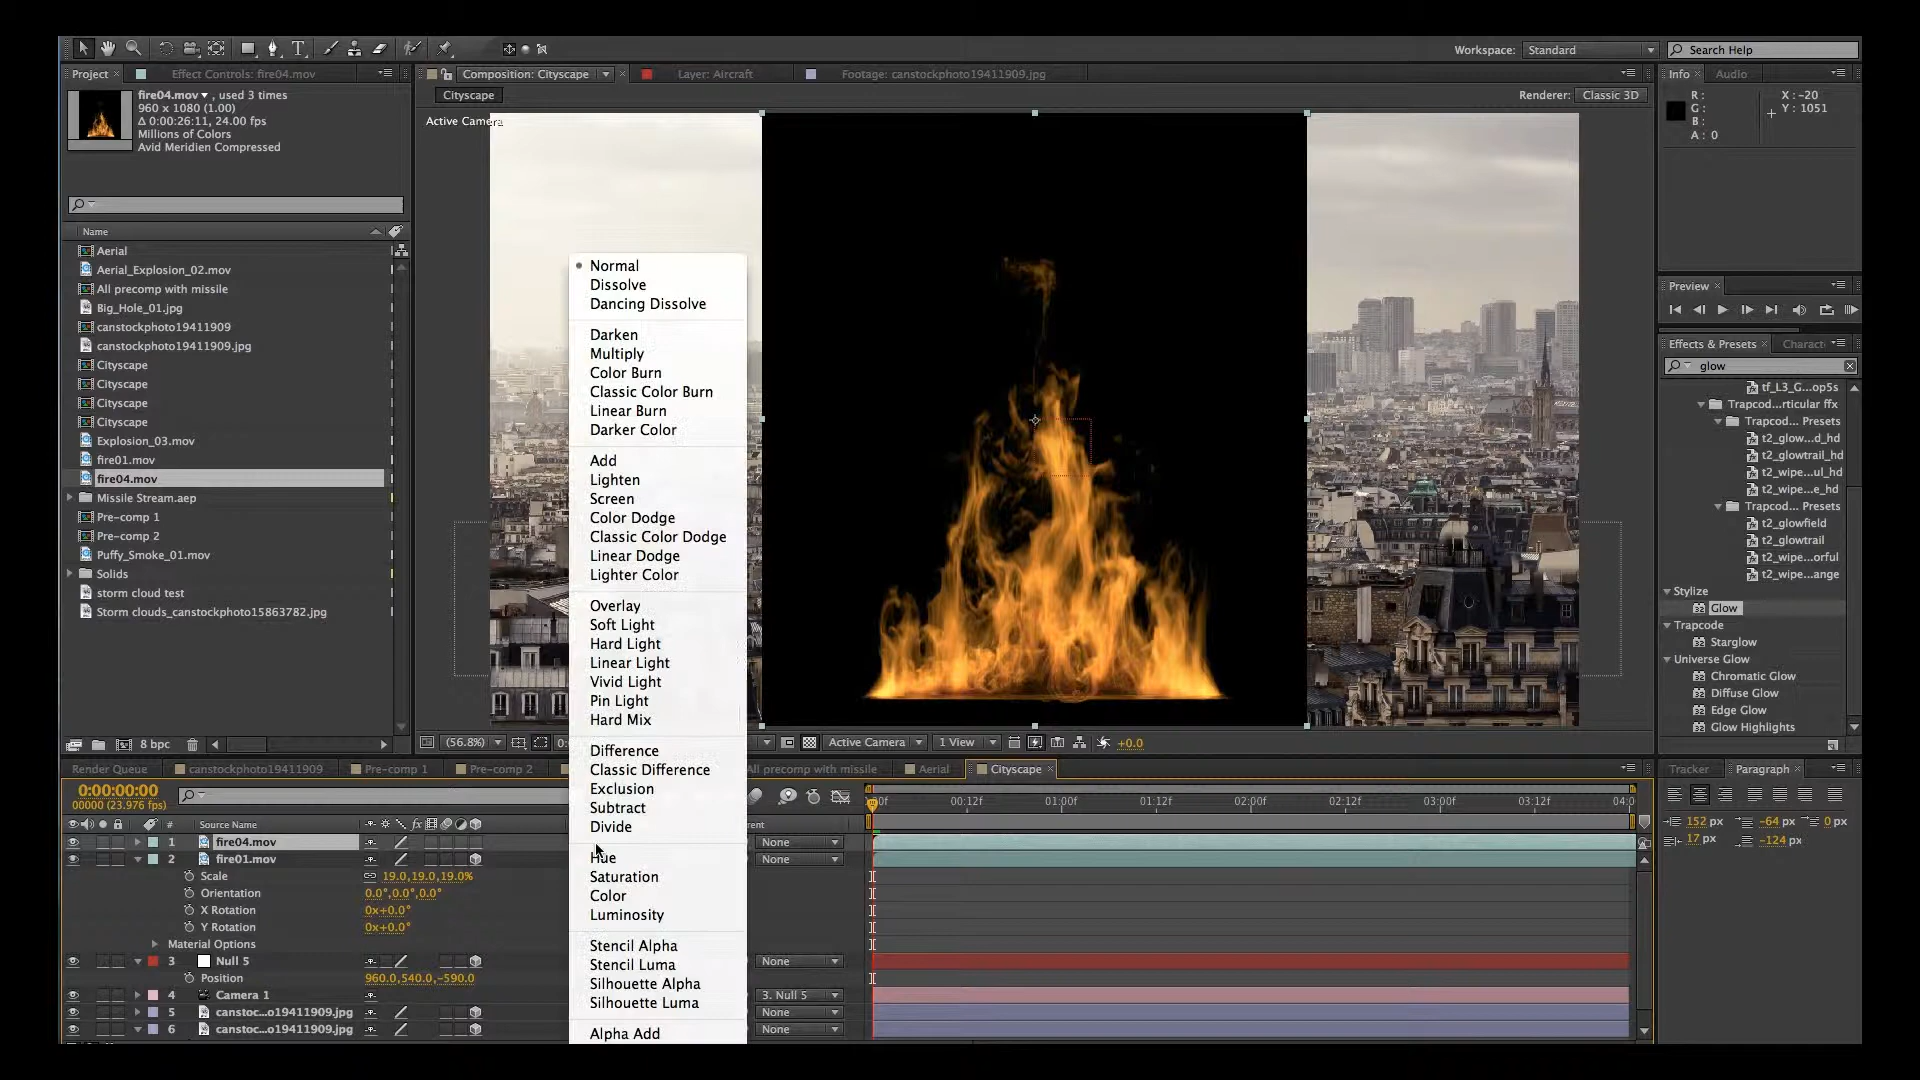 Workspace: Standard
Search Help
Project
Effect Controls: fire04.mov
Composition: Cityscape
Layer: Aircraft
Footage: canstockphoto19411909.jpg
Info
Audio
fire04.mov , used 3 times
960 x 1080 (1.00)
Δ 0:00:26:11, 24.00 fps
Millions of Colors
Avid Meridien Compressed
Cityscape
Renderer: Classic 3D
Active Camera
R :
G :
B :
A : 0
X : -20
Y : 1051
Name
Aerial
Aerial_Explosion_02.mov
All precomp with missile
Big_Hole_01.jpg
canstockphoto19411909
canstockphoto19411909.jpg
Cityscape
Cityscape
Cityscape
Cityscape
Explosion_03.mov
fire01.mov
fire04.mov
Missile Stream.aep
Pre-comp 1
Pre-comp 2
Puffy_Smoke_01.mov
Solids
storm cloud test
Storm clouds_canstockphoto15863782.jpg
8 bpc
Normal
Dissolve
Dancing Dissolve
Darken
Multiply
Color Burn
Classic Color Burn
Linear Burn
Darker Color
Add
Lighten
Screen
Color Dodge
Classic Color Dodge
Linear Dodge
Lighter Color
Overlay
Soft Light
Hard Light
Linear Light
Vivid Light
Pin Light
Hard Mix
Difference
Classic Difference
Exclusion
Subtract
Divide
Hue
Saturation
Color
Luminosity
Stencil Alpha
Stencil Luma
Silhouette Alpha
Silhouette Luma
Alpha Add
(56.8%)
Active Camera
1 View
+0.0
Preview
Effects & Presets
Charact
glow
tf_L3_G...op5s
Trapcod...rticular ffx
Trapcod... Presets
t2_glow...d_hd
t2_glowtrail_hd
t2_wipe...ul_hd
t2_wipe...e_hd
Trapcod... Presets
t2_glowfield
t2_glowtrail
t2_wipe...orful
t2_wipe...ange
Stylize
Glow
Trapcode
Starglow
Universe Glow
Chromatic Glow
Diffuse Glow
Edge Glow
Glow Highlights
Render Queue
canstockphoto19411909
Pre-comp 1
Pre-comp 2
All precomp with missile
Aerial
Cityscape
Tracker
Paragraph
0:00:00:00
00000 (23.976 fps)
00:12f
01:00f
01:12f
02:00f
02:12f
03:00f
03:12f
04:0
# Source Name
1 fire04.mov
None
2 fire01.mov
None
Scale
19.0,19.0,19.0%
Orientation
0.0°,0.0°,0.0°
X Rotation
0x+0.0°
Y Rotation
0x+0.0°
Material Options
3 Null 5
None
Position
960.0,540.0,-590.0
4 Camera 1
3. Null 5
5 canstoc...o19411909.jpg
None
6 canstoc...o19411909.jpg
None
152 px
-64 px
0 px
17 px
-124 px